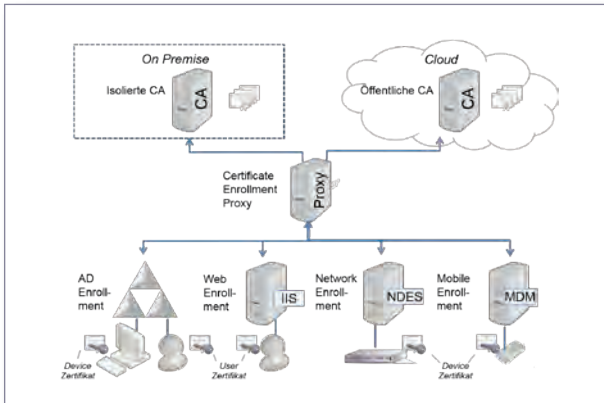 On Premise
Cloud
Isolierte CA
CA
Öffentliche CA
CA
Certificate
Enrollment
Proxy
Proxy
AD
Enroll-
ment
Web
Enroll-
ment
IIS
Network
Enroll-
ment
NDES
Mobile
Enroll-
ment
MDM
Device
Zertifikat
User
Zertifikat
Device
Zertifikat